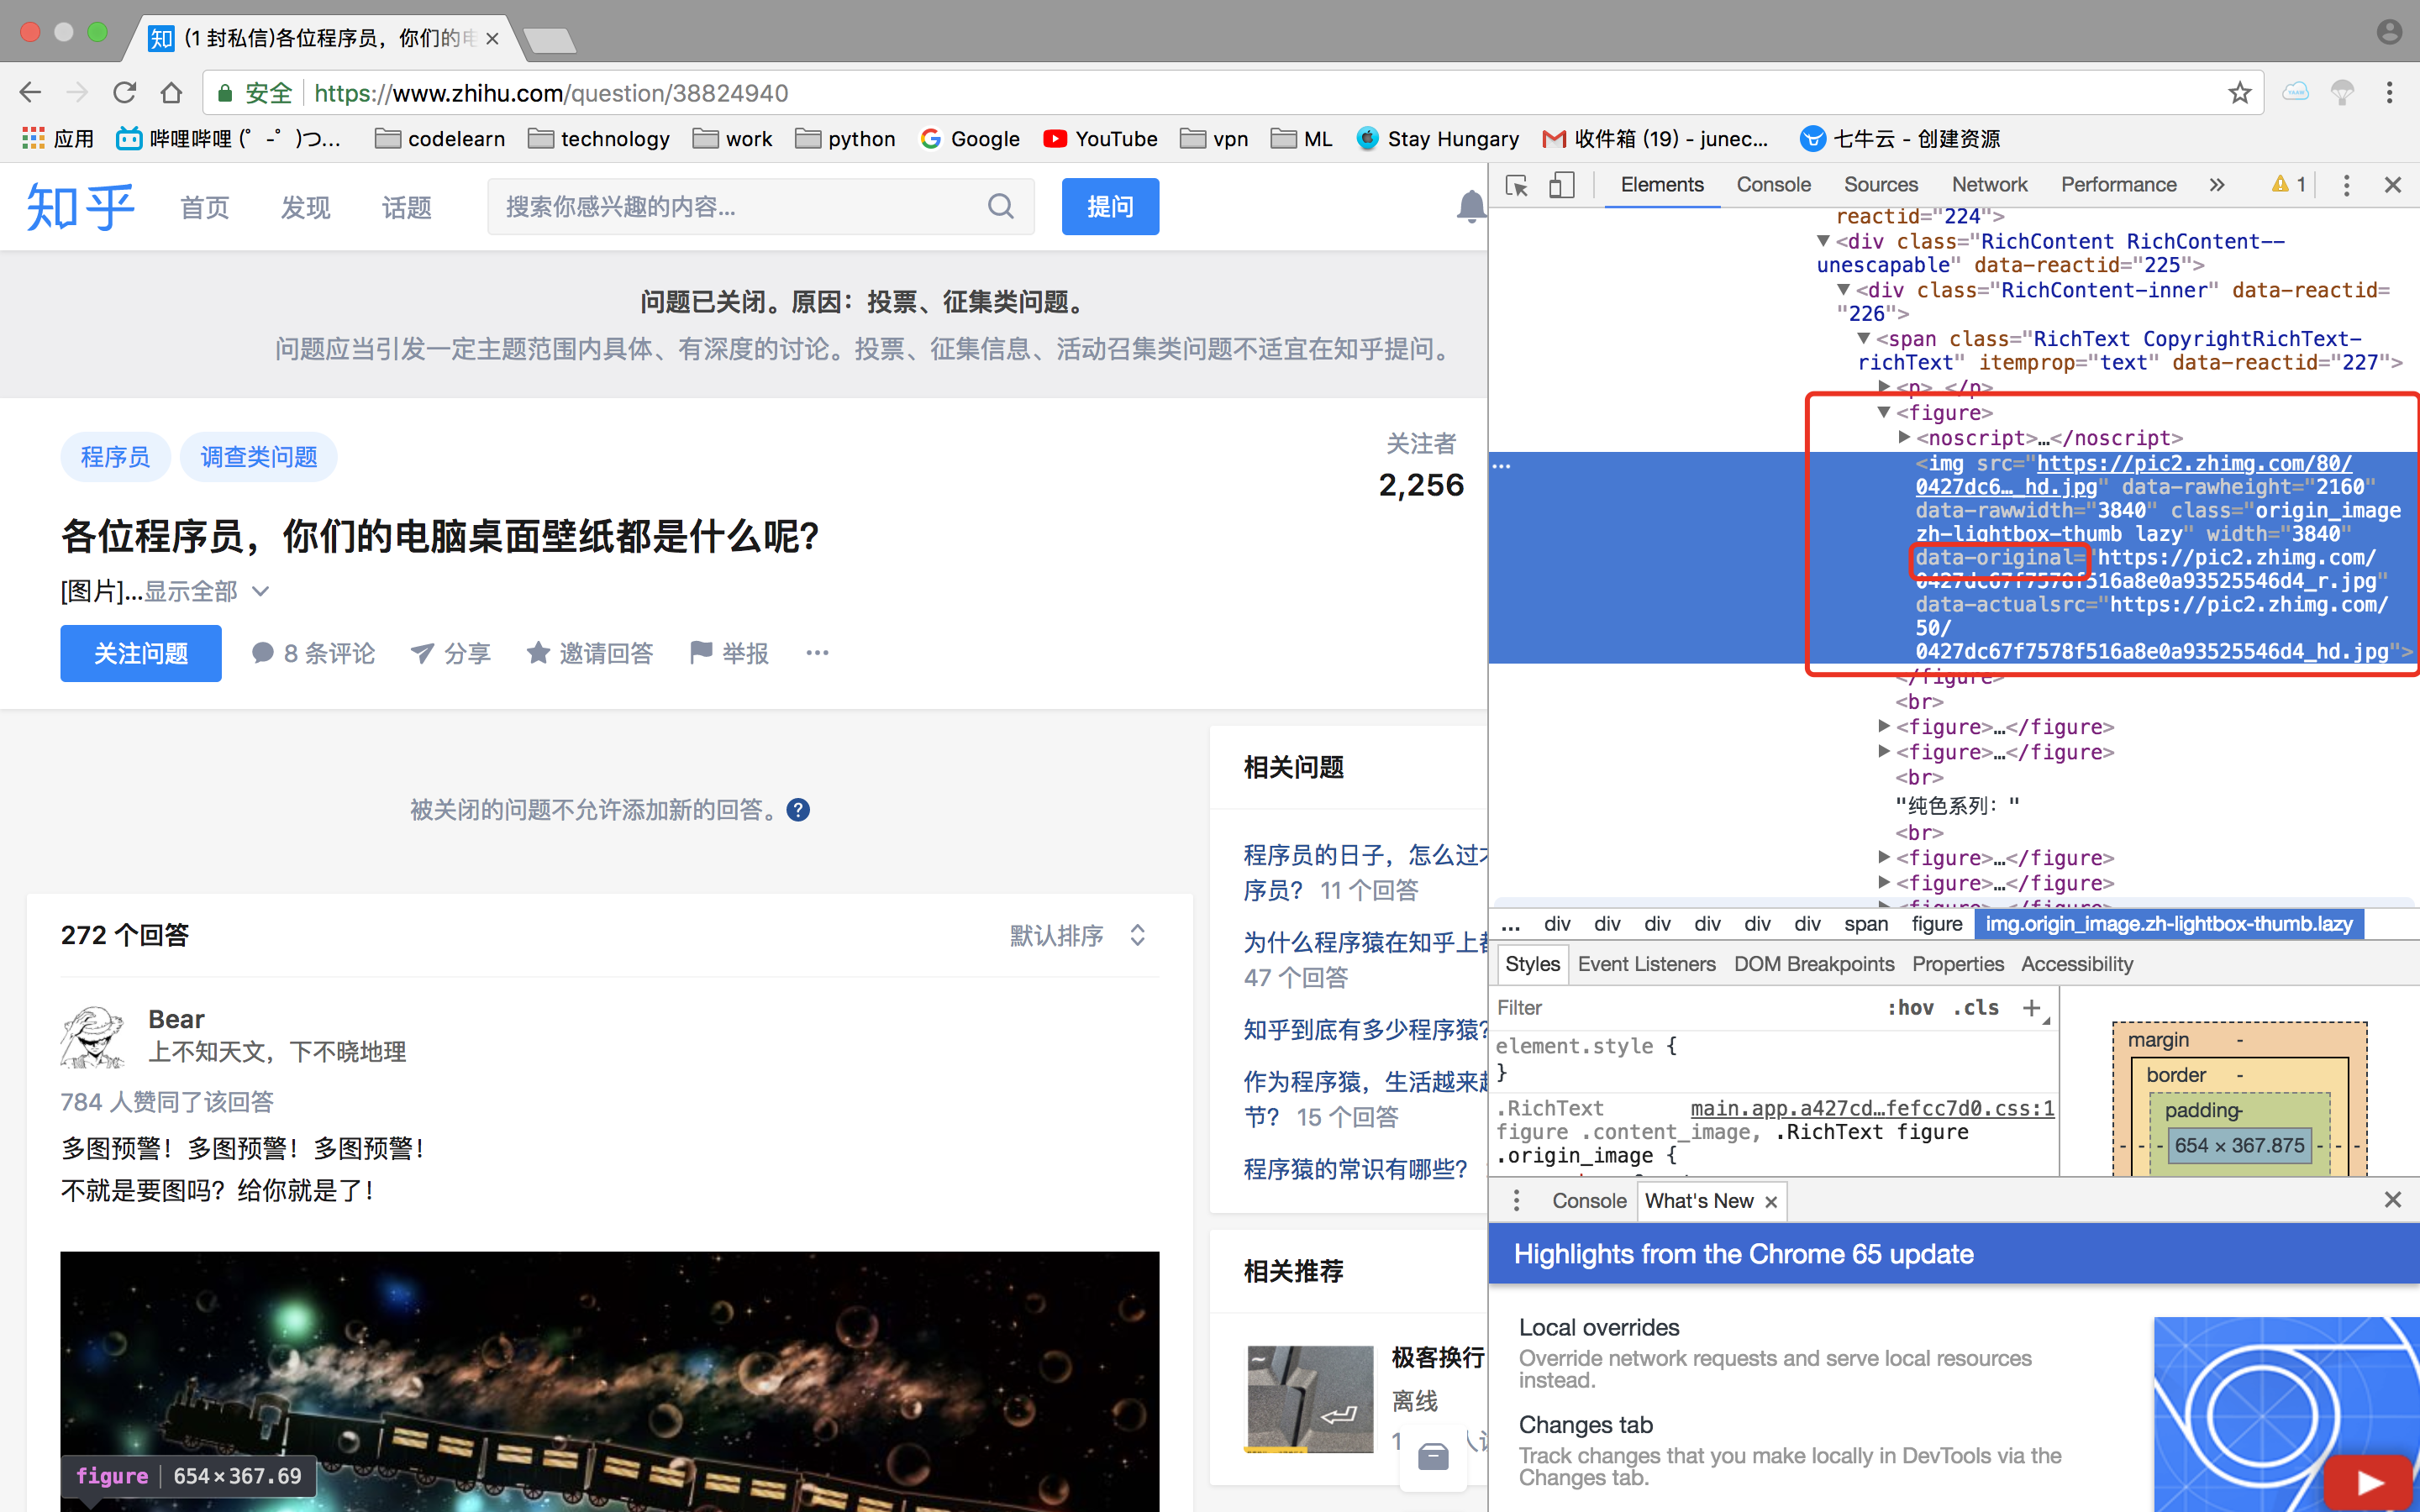 知 (1 封私信)各位程序员，你们的电
安全 https://www.zhihu.com/question/38824940
应用 哔哩哔哩 (゜-゜)つ... codelearn technology work python Google YouTube vpn ML Stay Hungary 收件箱 (19) - junec... 七牛云 - 创建资源
知乎 首页 发现 话题 搜索你感兴趣的内容... 提问
问题已关闭。原因：投票、征集类问题。
问题应当引发一定主题范围内具体、有深度的讨论。投票、征集信息、活动召集类问题不适宜在知乎提问。
程序员 调查类问题
关注者
2,256
各位程序员，你们的电脑桌面壁纸都是什么呢？
[图片]...显示全部
关注问题 8 条评论 分享 邀请回答 举报 ...
被关闭的问题不允许添加新的回答。?
272 个回答 默认排序
Bear
上不知天文，下不晓地理
784 人赞同了该回答
多图预警！多图预警！多图预警！
不就是要图吗？给你就是了！
figure 654×367.69
相关问题
程序员的日子，怎么过
序员？ 11 个回答
为什么程序猿在知乎上
47 个回答
知乎到底有多少程序猿？
作为程序猿，生活越来
节？ 15 个回答
程序猿的常识有哪些？
相关推荐
极客换行
离线
1
Elements Console Sources Network Performance » 1
reactid="224">
<div class="RichContent RichContent--
unescapable" data-reactid="225">
<div class="RichContent-inner" data-reactid=
"226">
<span class="RichText CopyrightRichText-
richText" itemprop="text" data-reactid="227">
<p>…</p>
<figure>
<noscript>…</noscript>
<img src="https://pic2.zhimg.com/80/
0427dc6…_hd.jpg" data-rawheight="2160"
data-rawwidth="3840" class="origin_image
zh-lightbox-thumb lazy" width="3840"
data-original="https://pic2.zhimg.com/
0427dc67f7578f516a8e0a93525546d4_r.jpg"
data-actualsrc="https://pic2.zhimg.com/
50/
0427dc67f7578f516a8e0a93525546d4_hd.jpg">
</figure>
<br>
<figure>…</figure>
<figure>…</figure>
<br>
"纯色系列："
<br>
<figure>…</figure>
<figure>…</figure>
<figure>…</figure>
... div div div div div div span figure img.origin_image.zh-lightbox-thumb.lazy
Styles Event Listeners DOM Breakpoints Properties Accessibility
Filter :hov .cls +
element.style {
}
.RichText main.app.a427cd…fefcc7d0.css:1
figure .content_image, .RichText figure
.origin_image {
margin -
border -
padding-
- - - 654 × 367.875 - - -
Console What's New ×
Highlights from the Chrome 65 update
Local overrides
Override network requests and serve local resources
instead.
Changes tab
Track changes that you make locally in DevTools via the
Changes tab.